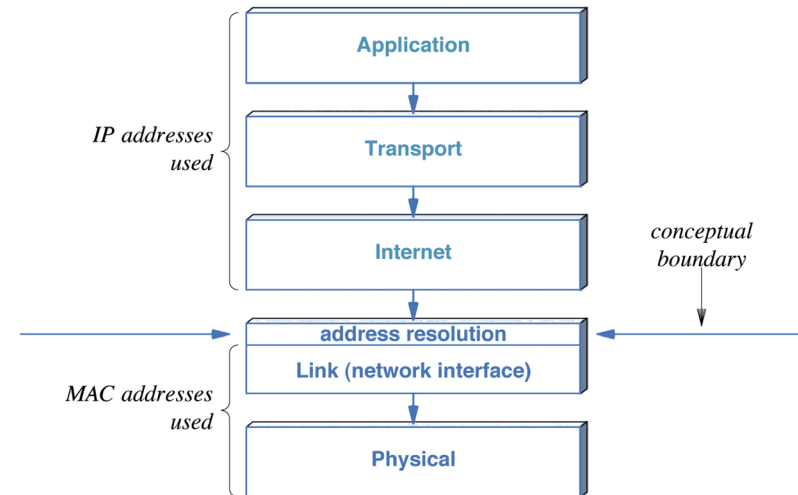 Application
IP addresses
used
Transport
Internet
conceptual
boundary
address resolution
Link (network interface)
MAC addresses
used
Physical